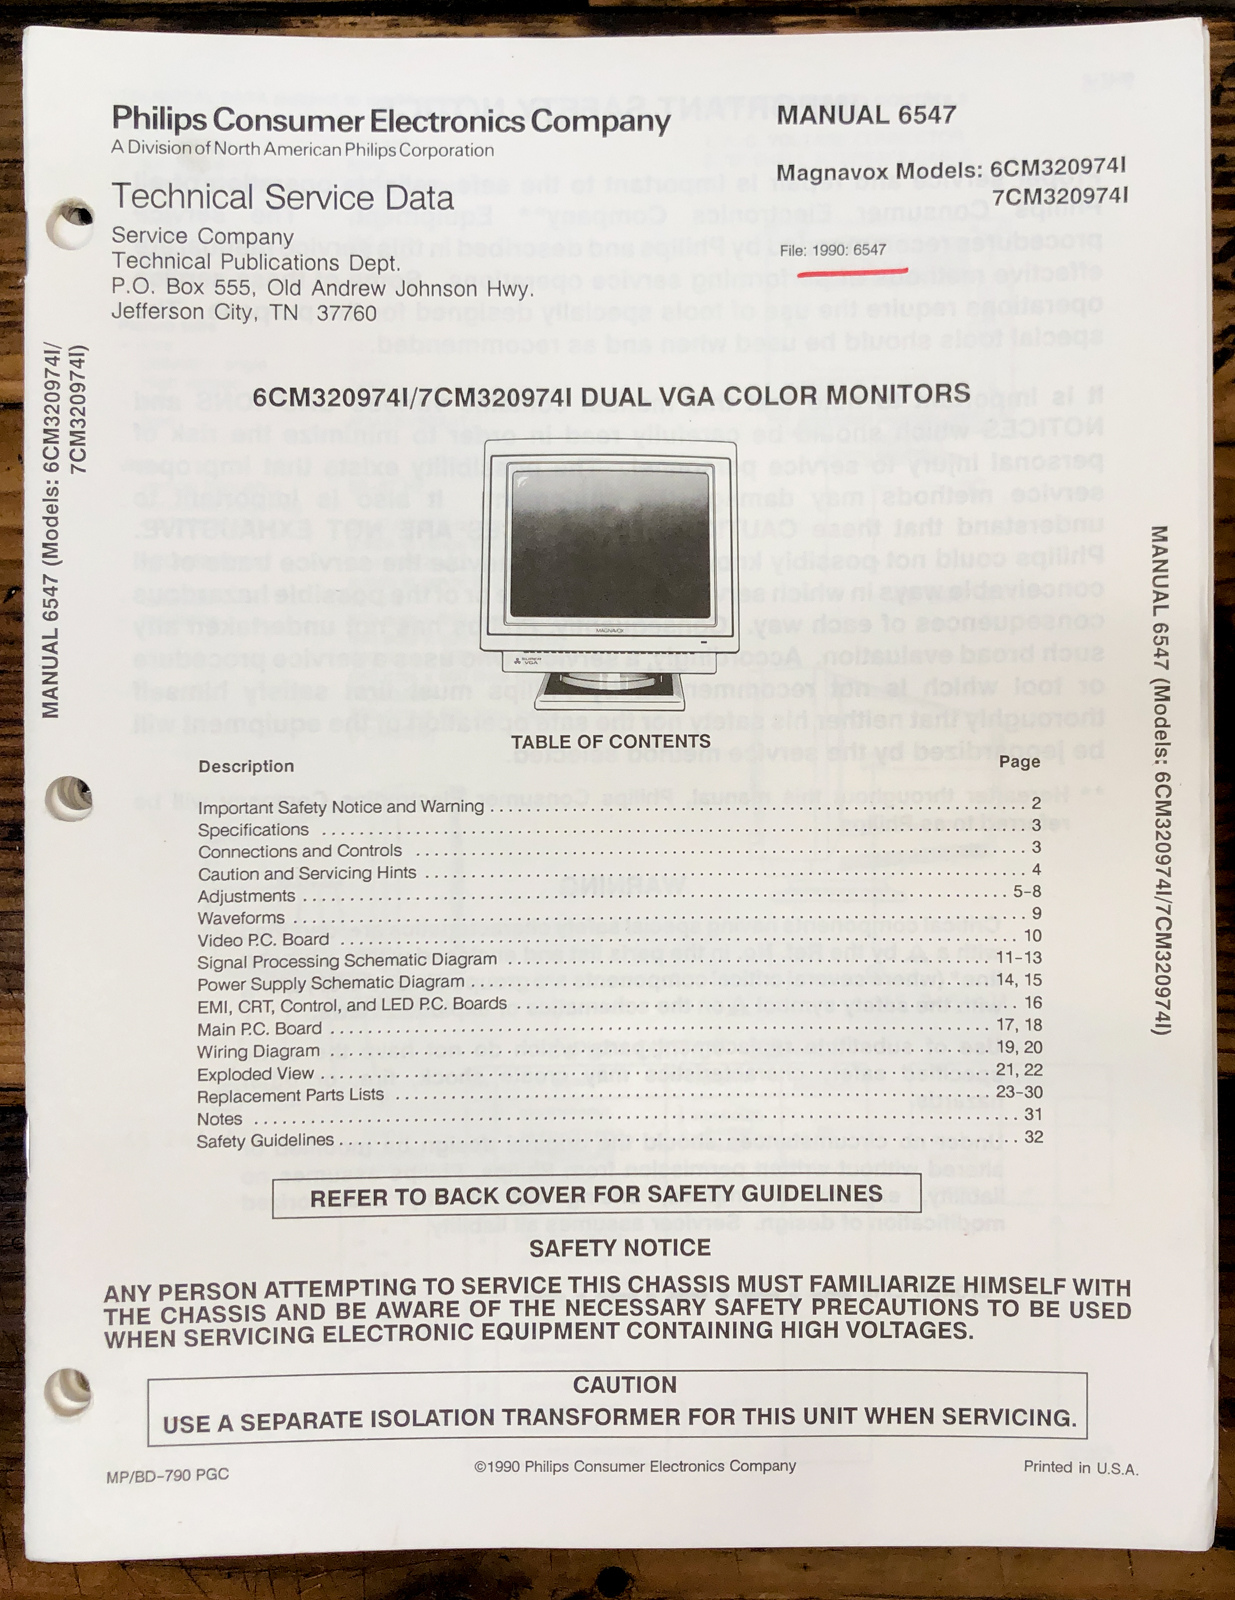 Philips Consumer Electronics Company
A Division of North American Philips Corporation
Technical Service Data
Service Company
Technical Publications Dept.
P.O. Box 555, Old Andrew Johnson Hwy.
Jefferson City, TN 37760
MANUAL 6547
Magnavox Models: 6CM320974I
7CM320974I
File: 1990: 6547
MANUAL 6547 (Models: 6CM320974I/
7CM320974I)
6CM320974I/7CM320974I DUAL VGA COLOR MONITORS
MAGNAVOX
SUPER
VGA
MANUAL 6547 (Models: 6CM320974I/7CM320974I)
TABLE OF CONTENTS
Description Page
Important Safety Notice and Warning 2
Specifications 3
Connections and Controls 3
Caution and Servicing Hints 4
Adjustments 5-8
Waveforms 9
Video P.C. Board 10
Signal Processing Schematic Diagram 11-13
Power Supply Schematic Diagram 14, 15
EMI, CRT, Control, and LED P.C. Boards 16
Main P.C. Board 17, 18
Wiring Diagram 19, 20
Exploded View 21, 22
Replacement Parts Lists 23-30
Notes 31
Safety Guidelines 32
REFER TO BACK COVER FOR SAFETY GUIDELINES
SAFETY NOTICE
ANY PERSON ATTEMPTING TO SERVICE THIS CHASSIS MUST FAMILIARIZE HIMSELF WITH
THE CHASSIS AND BE AWARE OF THE NECESSARY SAFETY PRECAUTIONS TO BE USED
WHEN SERVICING ELECTRONIC EQUIPMENT CONTAINING HIGH VOLTAGES.
CAUTION
USE A SEPARATE ISOLATION TRANSFORMER FOR THIS UNIT WHEN SERVICING.
MP/BD-790 PGC
©1990 Philips Consumer Electronics Company
Printed in U.S.A.